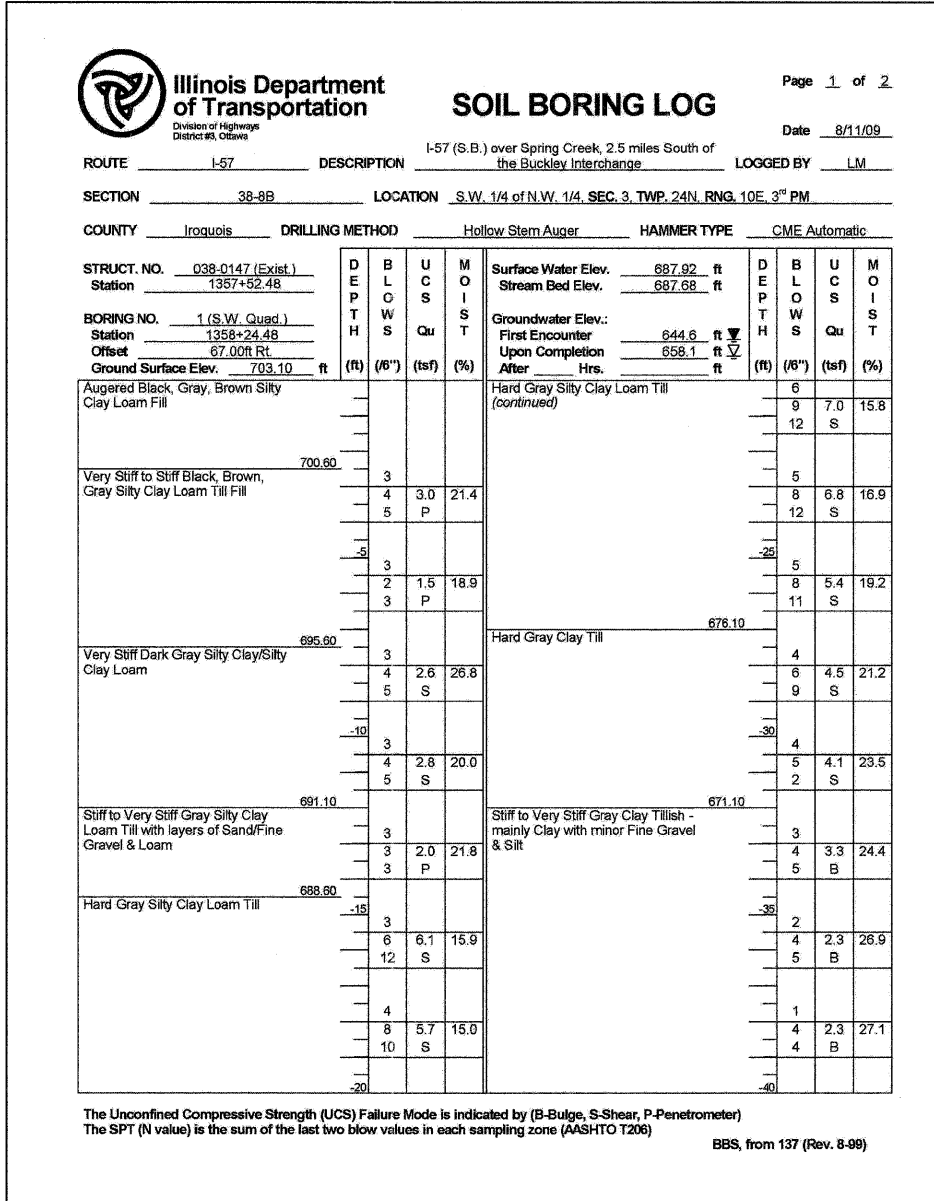 Illinois Department
of Transportation
Division of Highways
District #3, Ottawa
SOIL BORING LOG
Page 1 of 2
Date 8/11/09
ROUTE I-57 DESCRIPTION I-57 (S.B.) over Spring Creek, 2.5 miles South of
the Buckley Interchange LOGGED BY LM
SECTION 38-8B LOCATION S.W. 1/4 of N.W. 1/4, SEC. 3, TWP. 24N, RNG. 10E, 3rd PM
COUNTY Iroquois DRILLING METHOD Hollow Stem Auger HAMMER TYPE CME Automatic
STRUCT. NO. 038-0147 (Exist.)
Station 1357+52.48
BORING NO. 1 (S.W. Quad.)
Station 1358+24.48
Offset 67.00ft Rt.
Ground Surface Elev. 703.10 ft
DEPTH (ft) BLOWS (/6") UCS Qu (tsf) MOIST (%)
Augered Black, Gray, Brown Silty
Clay Loam Fill
700.60
Very Stiff to Stiff Black, Brown,
Gray Silty Clay Loam Till Fill
3
4 3.0 21.4
5 P
-5
3
2 1.5 18.9
3 P
695.60
Very Stiff Dark Gray Silty Clay/Silty
Clay Loam
3
4 2.6 26.8
5 S
-10
3
4 2.8 20.0
5 S
691.10
Stiff to Very Stiff Gray Silty Clay
Loam Till with layers of Sand/Fine
Gravel & Loam
3
3 2.0 21.8
3 P
688.60
Hard Gray Silty Clay Loam Till
-15
3
6 6.1 15.9
12 S
4
8 5.7 15.0
10 S
-20
Surface Water Elev. 687.92 ft
Stream Bed Elev. 687.68 ft
Groundwater Elev.:
First Encounter 644.6 ft ▼
Upon Completion 658.1 ft ▽
After Hrs. ft
DEPTH (ft) BLOWS (/6") UCS Qu (tsf) MOIST (%)
Hard Gray Silty Clay Loam Till
(continued)
6
9 7.0 15.8
12 S
5
8 6.8 16.9
12 S
-25
5
8 5.4 19.2
11 S
676.10
Hard Gray Clay Till
4
6 4.5 21.2
9 S
-30
4
5 4.1 23.5
2 S
671.10
Stiff to Very Stiff Gray Clay Tillish -
mainly Clay with minor Fine Gravel
& Silt
3
4 3.3 24.4
5 B
-35
2
4 2.3 26.9
5 B
1
4 2.3 27.1
4 B
-40
The Unconfined Compressive Strength (UCS) Failure Mode is indicated by (B-Bulge, S-Shear, P-Penetrometer)
The SPT (N value) is the sum of the last two blow values in each sampling zone (AASHTO T206)
BBS, from 137 (Rev. 8-99)